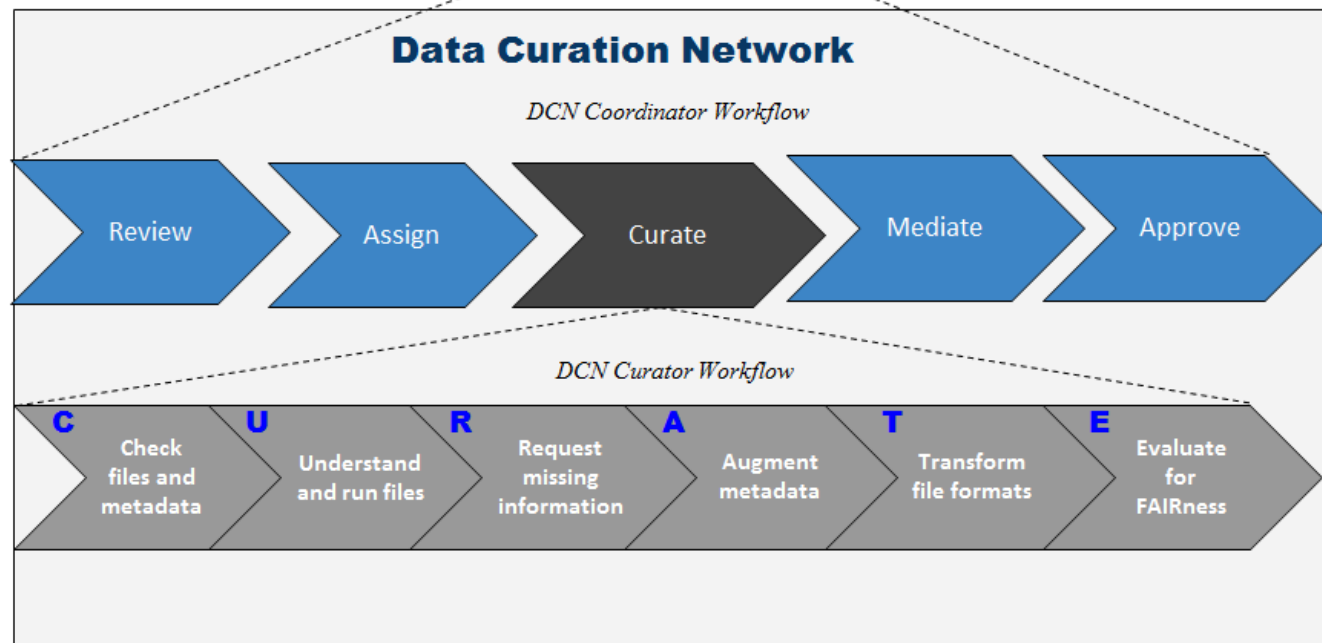 Data Curation Network
DCN Coordinator Workflow
Review
Assign
Curate
Mediate
Approve
DCN Curator Workflow
C
Check
files and
metadata
U
Understand
and run files
R
Request
missing
information
A
Augment
metadata
T
Transform
file formats
E
Evaluate
for
FAIRness